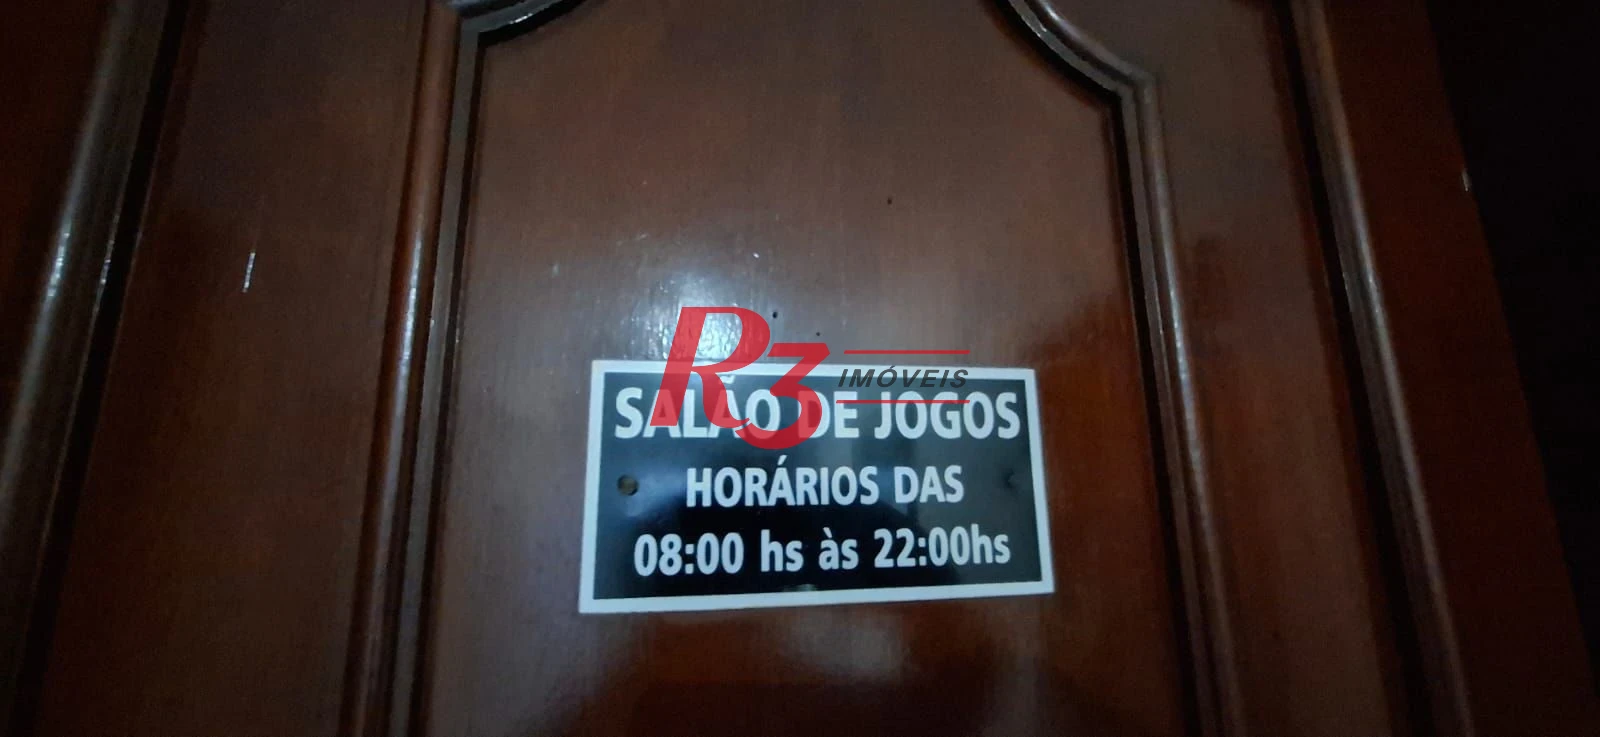 R3 IMÓVEIS
SALÃO DE JOGOS
HORÁRIOS DAS
08:00 hs às 22:00hs